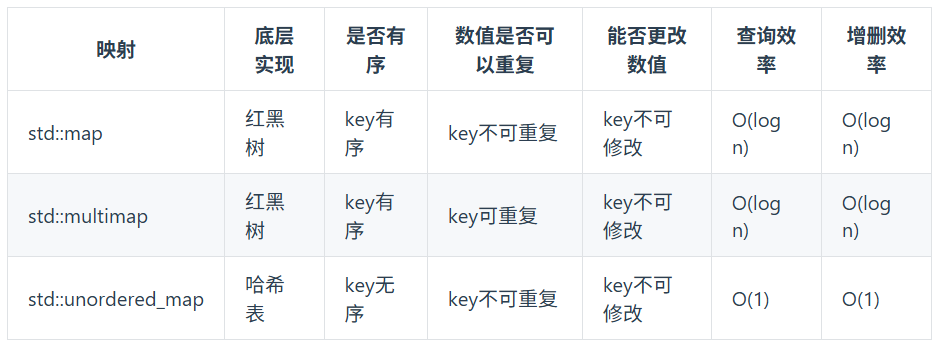 映射 底层 是否有 数值是否可 能否更改 查询效 增删效
实现 序 以重复 数值 率 率
std::map 红黑 key有 key不可重复 key不可 O(log O(log
树 序 修改 n) n)
std::multimap 红黑 key有 key可重复 key不可 O(log O(log
树 序 修改 n) n)
std::unordered_map 哈希 key无 key不可重复 key不可 O(1) O(1)
表 序 修改